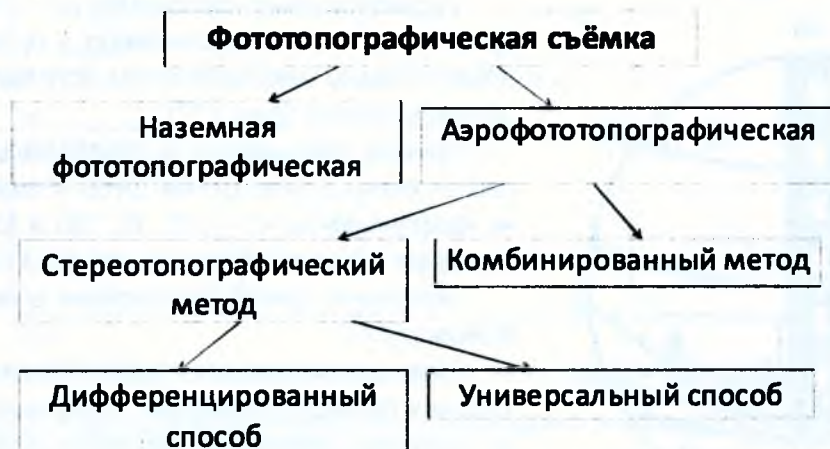 Фототопографическая съёмка
Наземная
фототопографическая
Аэрофототопографическая
Стереотопографический
метод
Комбинированный метод
Дифференцированный
способ
Универсальный способ